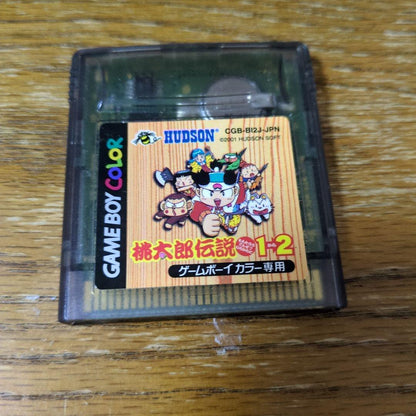 HUDSON
CGB-BI2J-JPN
©2001 HUDSON SOFT
GAME BOY COLOR
桃太郎伝説
1→2
ゲームボーイ カラー専用